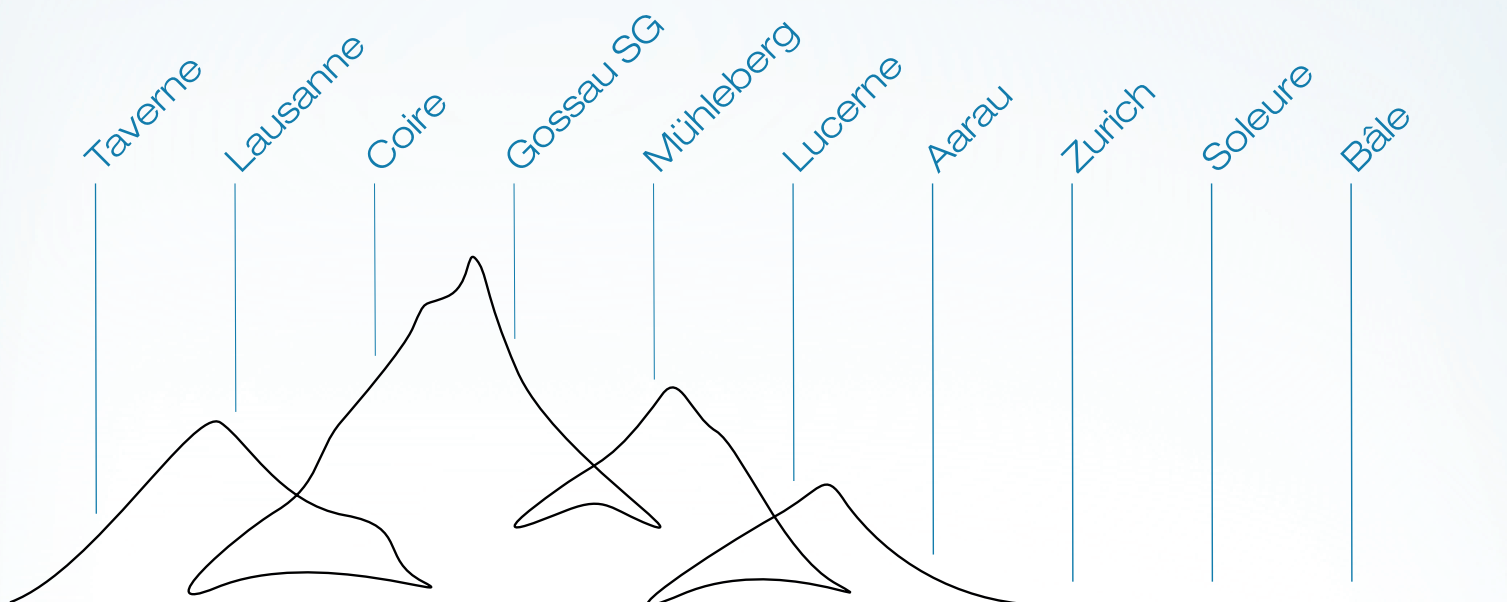 Taverne
Lausanne
Coire
Gossau SG
Mühleberg
Lucerne
Aarau
Zurich
Soleure
Bâle